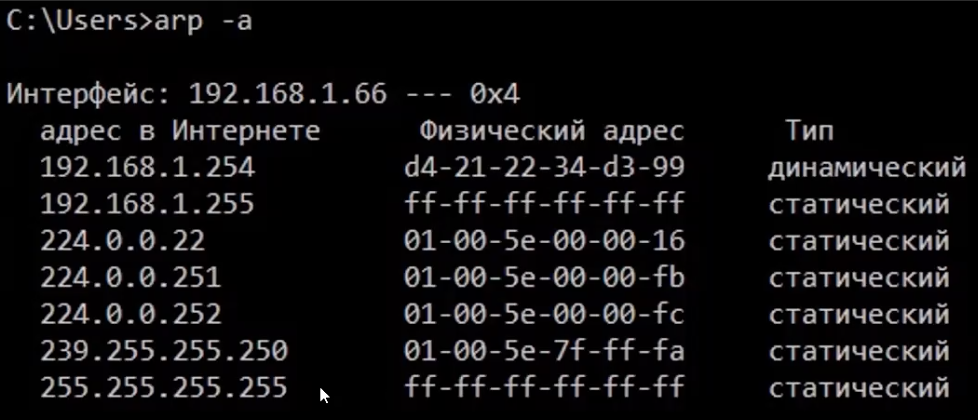 C:\Users>arp -a
Интерфейс: 192.168.1.66 --- 0x4
адрес в Интернете Физический адрес Тип
192.168.1.254 d4-21-22-34-d3-99 динамический
192.168.1.255 ff-ff-ff-ff-ff-ff статический
224.0.0.22 01-00-5e-00-00-16 статический
224.0.0.251 01-00-5e-00-00-fb статический
224.0.0.252 01-00-5e-00-00-fc статический
239.255.255.250 01-00-5e-7f-ff-fa статический
255.255.255.255 ff-ff-ff-ff-ff-ff статический